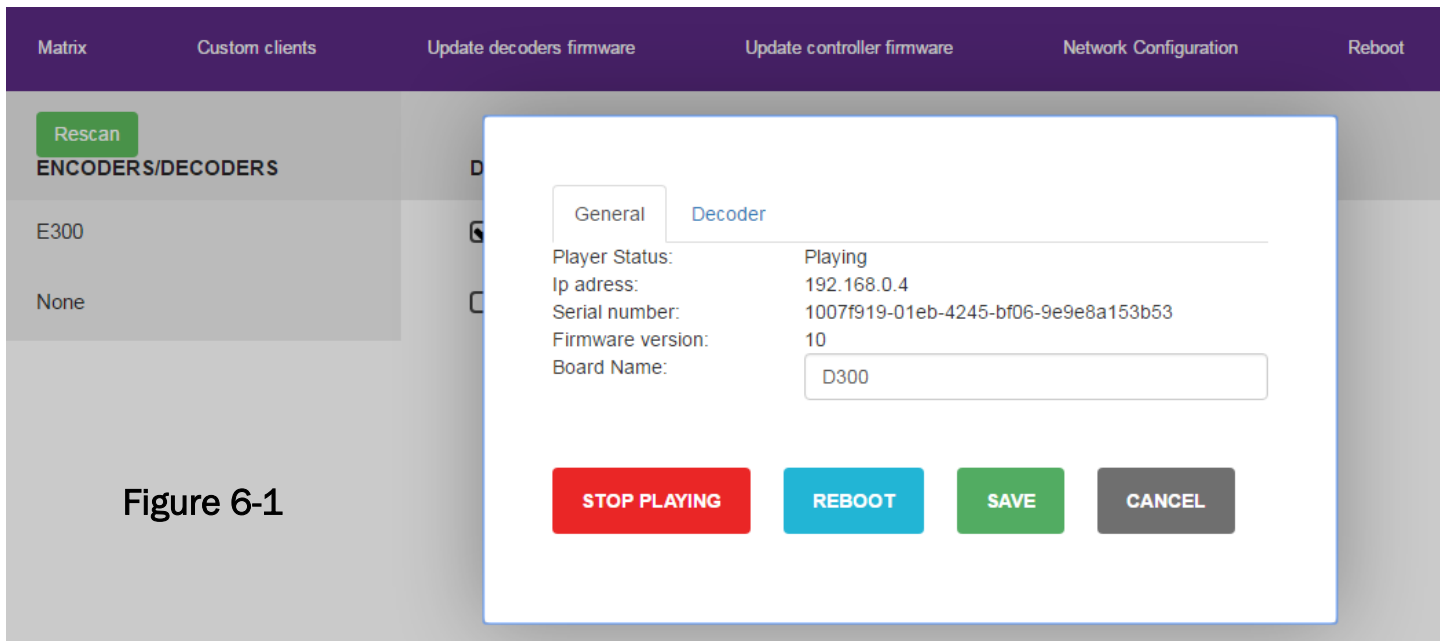 Matrix Custom clients Update decoders firmware Update controller firmware Network Configuration Reboot
Rescan
ENCODERS/DECODERS
E300
None
General Decoder
Player Status: Playing
Ip adress: 192.168.0.4
Serial number: 1007f919-01eb-4245-bf06-9e9e8a153b53
Firmware version: 10
Board Name: D300
STOP PLAYING REBOOT SAVE CANCEL
Figure 6-1